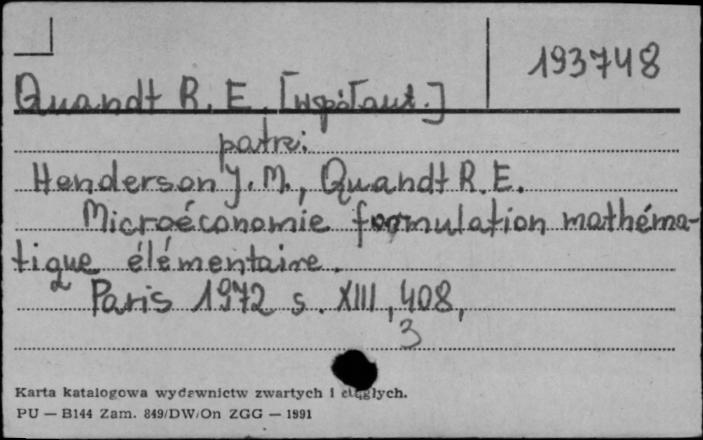 193748
Quandt R. E. [współaut.]
patrz:
Henderson J. M., Quandt R. E.
Microéconomie formulation mathéma-
tique élémentaire.
Paris 1972 s. XIII, 408,
3
Karta katalogowa wydawnictw zwartych i ciągłych.
PU — B144 Zam. 849/DW/On ZGG — 1991